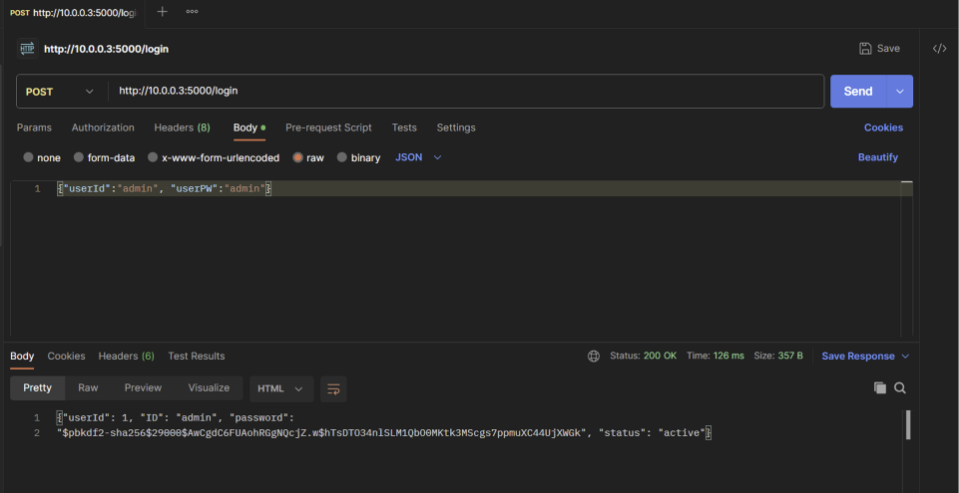 POST http://10.0.0.3:5000/logi
HTTP http://10.0.0.3:5000/login Save
POST http://10.0.0.3:5000/login Send
Params Authorization Headers (8) Body Pre-request Script Tests Settings Cookies
none form-data x-www-form-urlencoded raw binary JSON Beautify
1 {"userId":"admin", "userPW":"admin"}
Body Cookies Headers (6) Test Results Status: 200 OK Time: 126 ms Size: 357 B Save Response
Pretty Raw Preview Visualize HTML
1 {"userId": 1, "ID": "admin", "password":
2 "$pbkdf2-sha256$29000$AwCgdC6FUAohRGgNQcjZ.w$hTsDTO34nlSLM1QbO0MKtk3MScgs7ppmuXC44UjXWGk", "status": "active"}